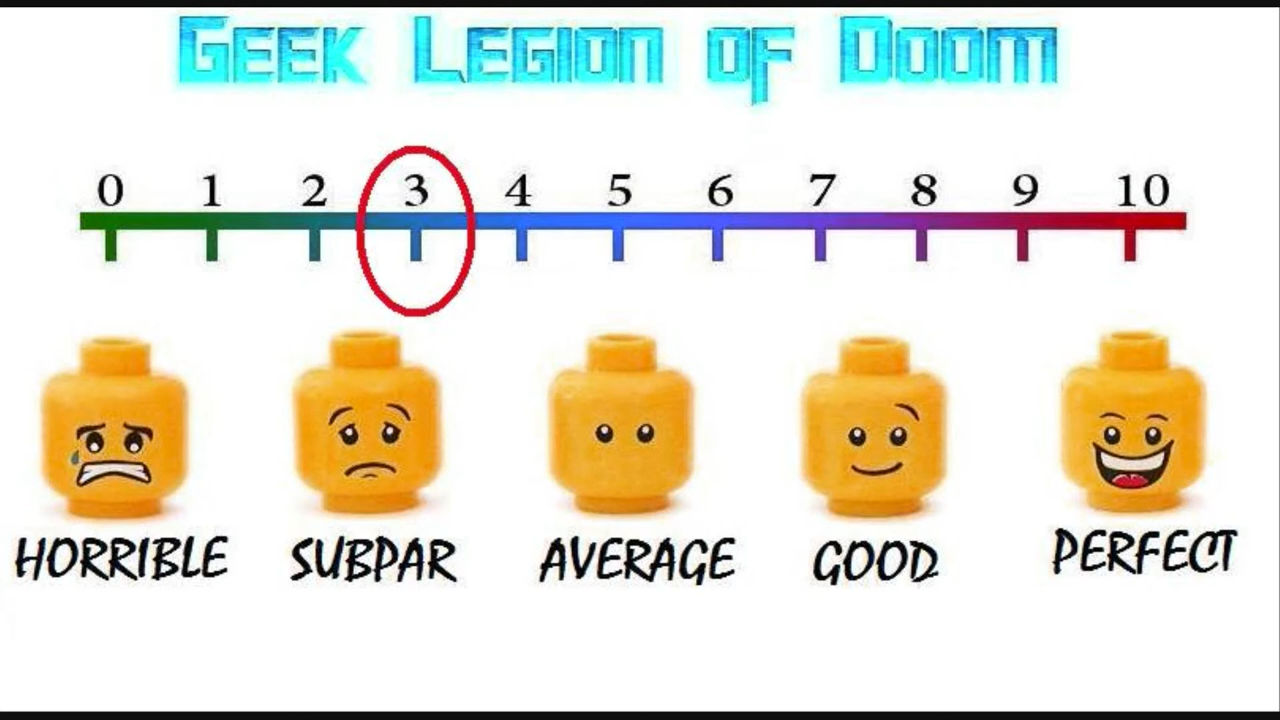 Geek Legion of Doom
0 1 2 3 4 5 6 7 8 9 10
HORRIBLE SUBPAR AVERAGE GOOD PERFECT